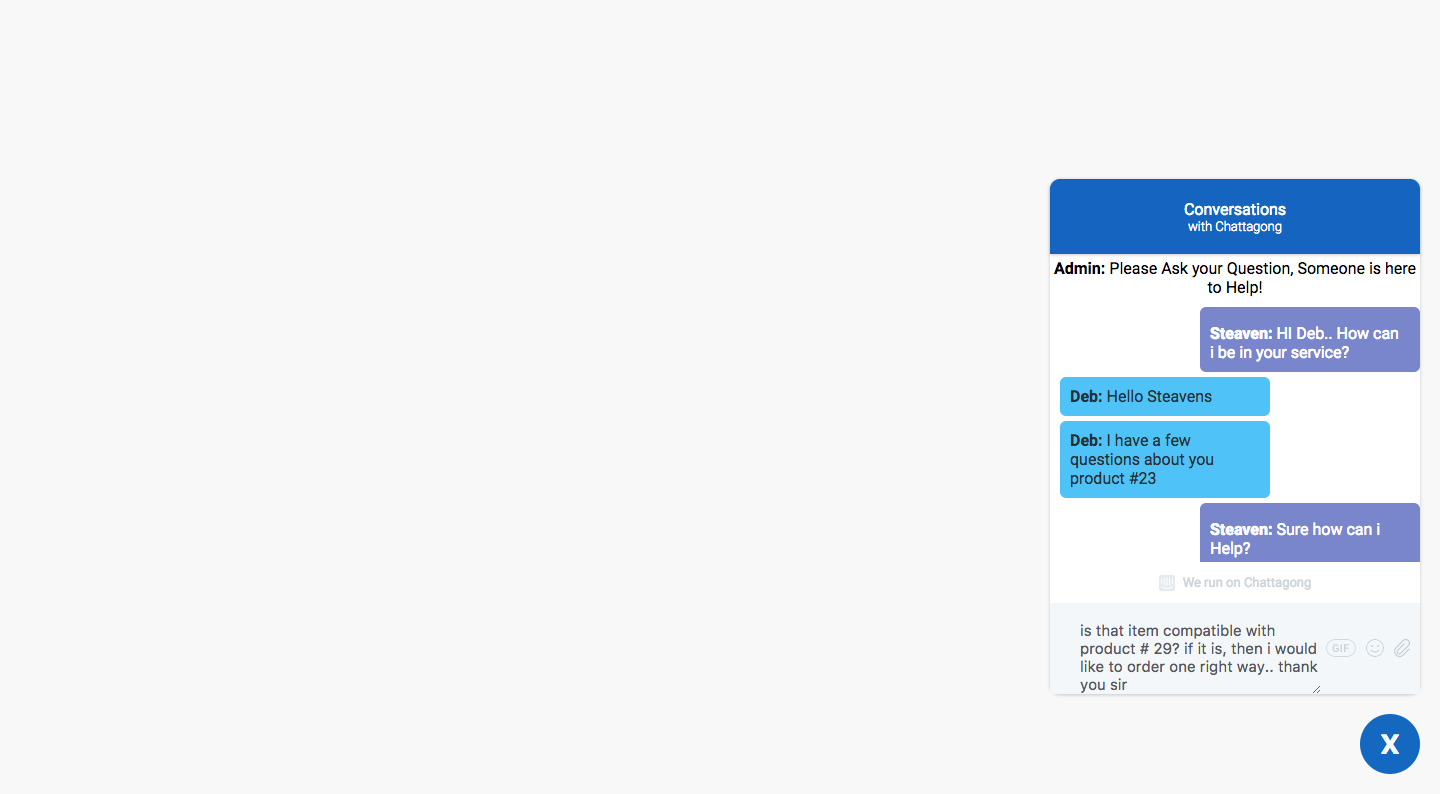 Conversations
with Chattagong
Admin: Please Ask your Question, Someone is here
to Help!
Steaven: HI Deb.. How can
i be in your service?
Deb: Hello Steavens
Deb: I have a few
questions about you
product #23
Steaven: Sure how can i
Help?
We run on Chattagong
is that item compatible with
product # 29? if it is, then i would
like to order one right way.. thank
you sir
GIF
X